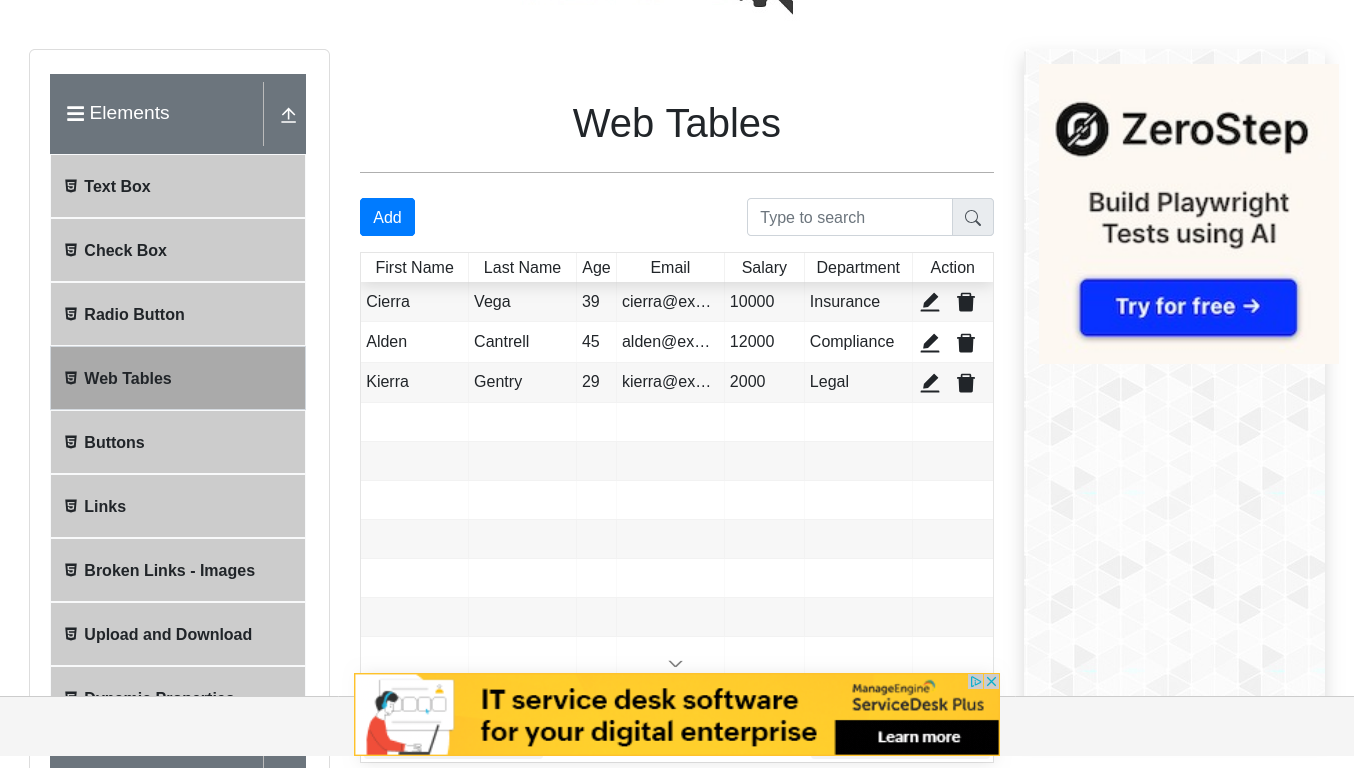 Elements
Text Box
Check Box
Radio Button
Web Tables
Buttons
Links
Broken Links - Images
Upload and Download
Dynamic Properties
Web Tables
Add
Type to search
First Name Last Name Age Email Salary Department Action
Cierra Vega 39 cierra@ex... 10000 Insurance
Alden Cantrell 45 alden@ex... 12000 Compliance
Kierra Gentry 29 kierra@ex... 2000 Legal
ZeroStep
Build Playwright
Tests using AI
Try for free →
IT service desk software
for your digital enterprise
ManageEngine
ServiceDesk Plus
Learn more